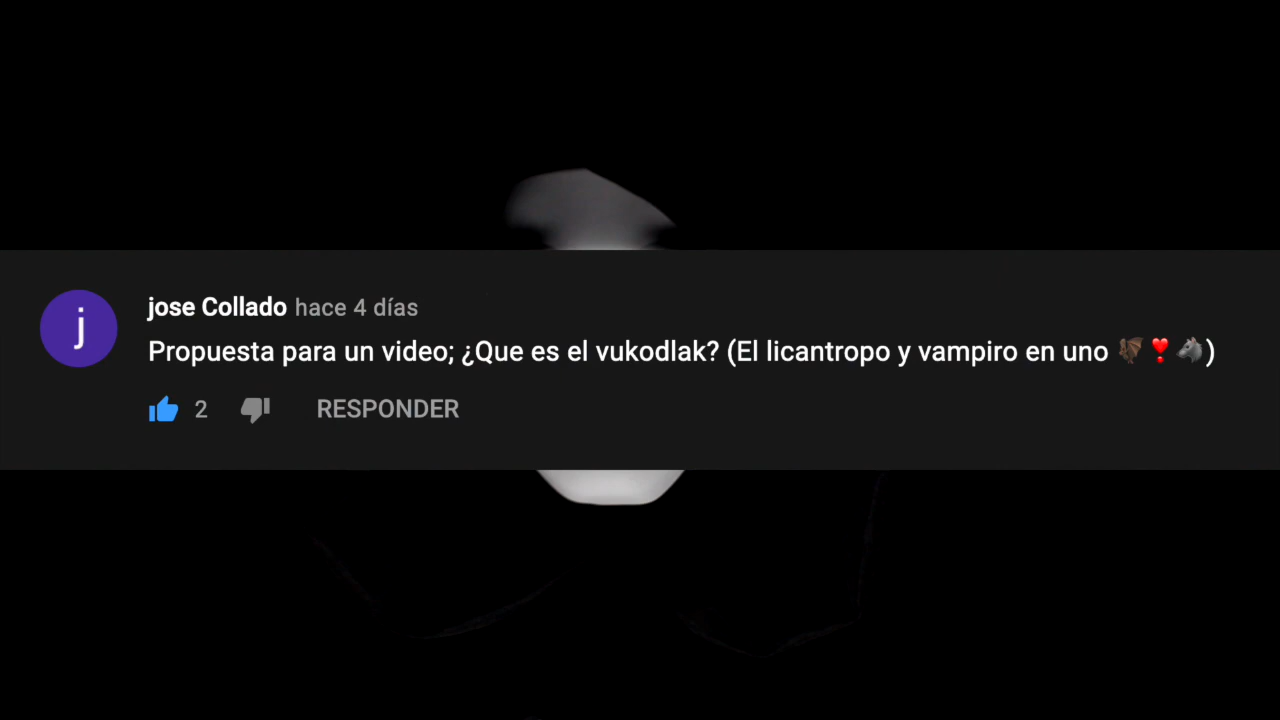 j
jose Collado hace 4 días
Propuesta para un video; ¿Que es el vukodlak? (El licantropo y vampiro en uno 🦇❣️🐺)
2 RESPONDER